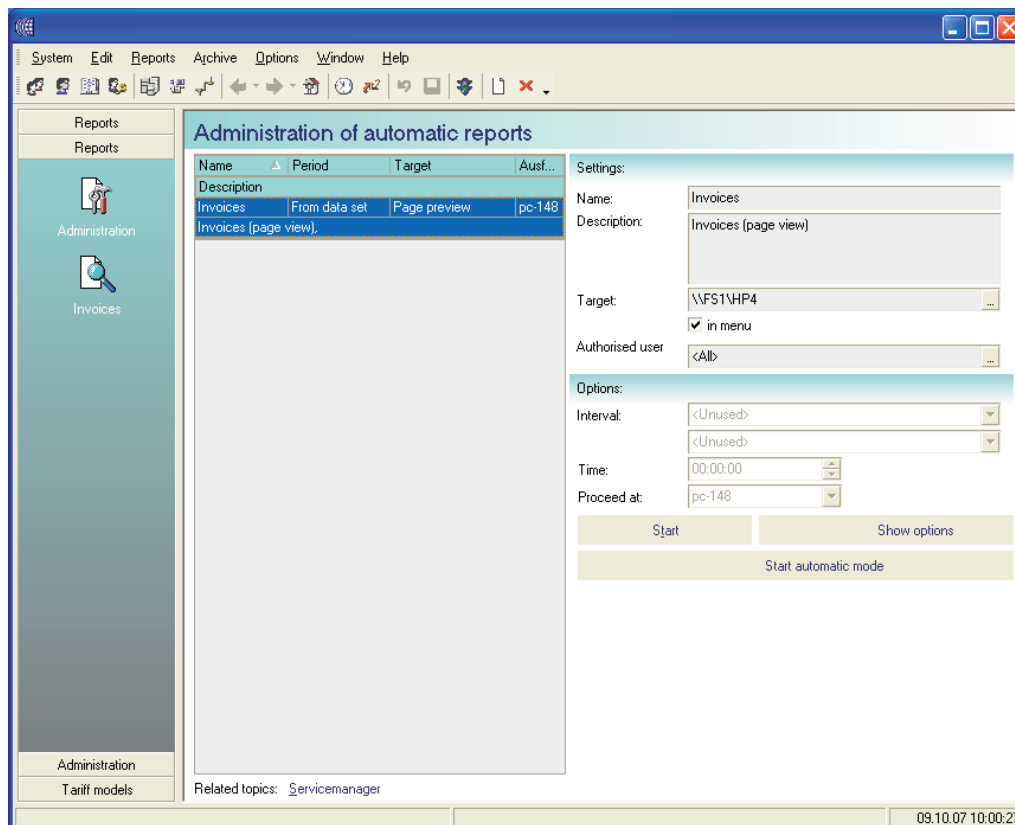 System Edit Reports Archive Options Window Help
Reports
Reports
Administration
Invoices
Administration
Tariff models
Administration of automatic reports
Name Period Target Ausf...
Description
Invoices From data set Page preview pc-148
Invoices (page view),
Related topics: Servicemanager
Settings:
Name: Invoices
Description: Invoices (page view)
Target: \\FS1\HP4 ...
in menu
Authorised user <All> ...
Options:
Interval: <Unused>
<Unused>
Time: 00:00:00
Proceed at: pc-148
Start Show options
Start automatic mode
09.10.07 10:00:27